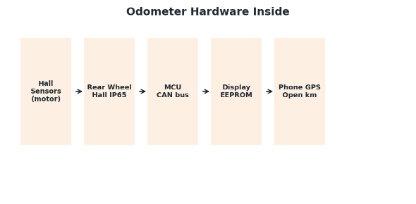 Odometer Hardware Inside
Hall
Sensors
(motor)
Rear Wheel
Hall IP65
MCU
CAN bus
Display
EEPROM
Phone GPS
Open km